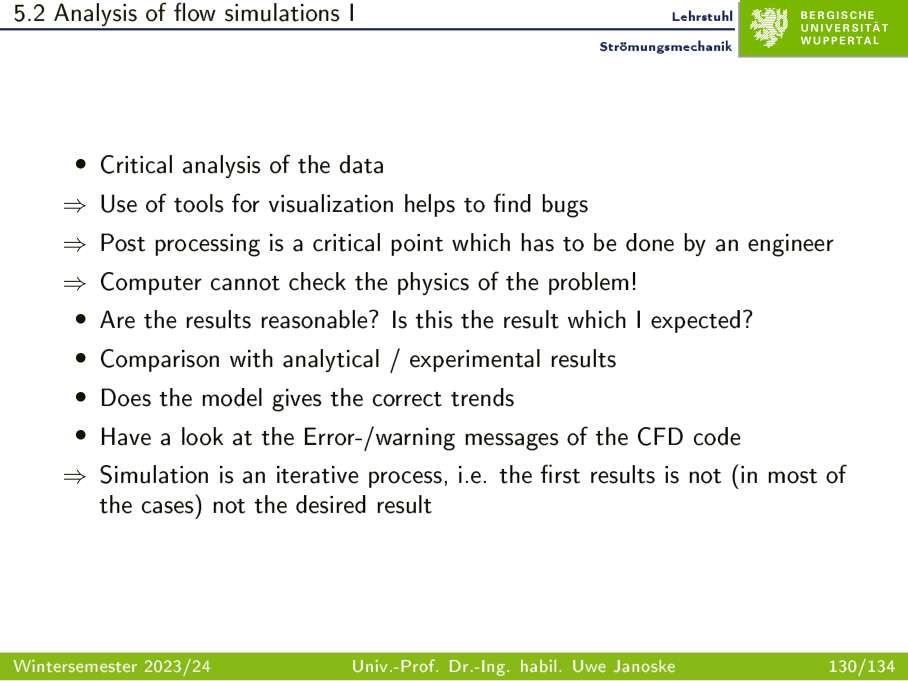 5.2 Analysis of flow simulations I
Lehrstuhl
Strömungsmechanik
BERGISCHE
UNIVERSITÄT
WUPPERTAL
• Critical analysis of the data
⇒ Use of tools for visualization helps to find bugs
⇒ Post processing is a critical point which has to be done by an engineer
⇒ Computer cannot check the physics of the problem!
• Are the results reasonable? Is this the result which I expected?
• Comparison with analytical / experimental results
• Does the model gives the correct trends
• Have a look at the Error-/warning messages of the CFD code
⇒ Simulation is an iterative process, i.e. the first results is not (in most of
the cases) not the desired result
Wintersemester 2023/24 Univ.-Prof. Dr.-Ing. habil. Uwe Janoske 130/134